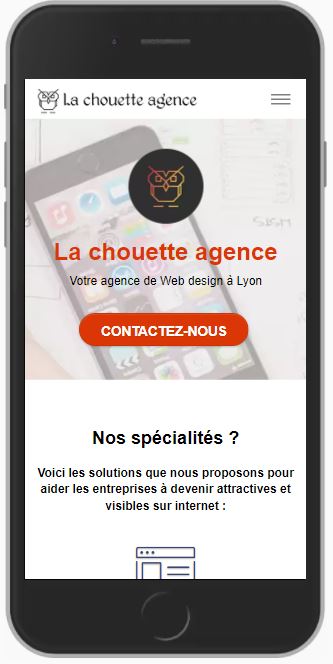 La chouette agence
SIGM
La chouette agence
Votre agence de Web design à Lyon
CONTACTEZ-NOUS
Nos spécialités ?
Voici les solutions que nous proposons pour
aider les entreprises à devenir attractives et
visibles sur internet :